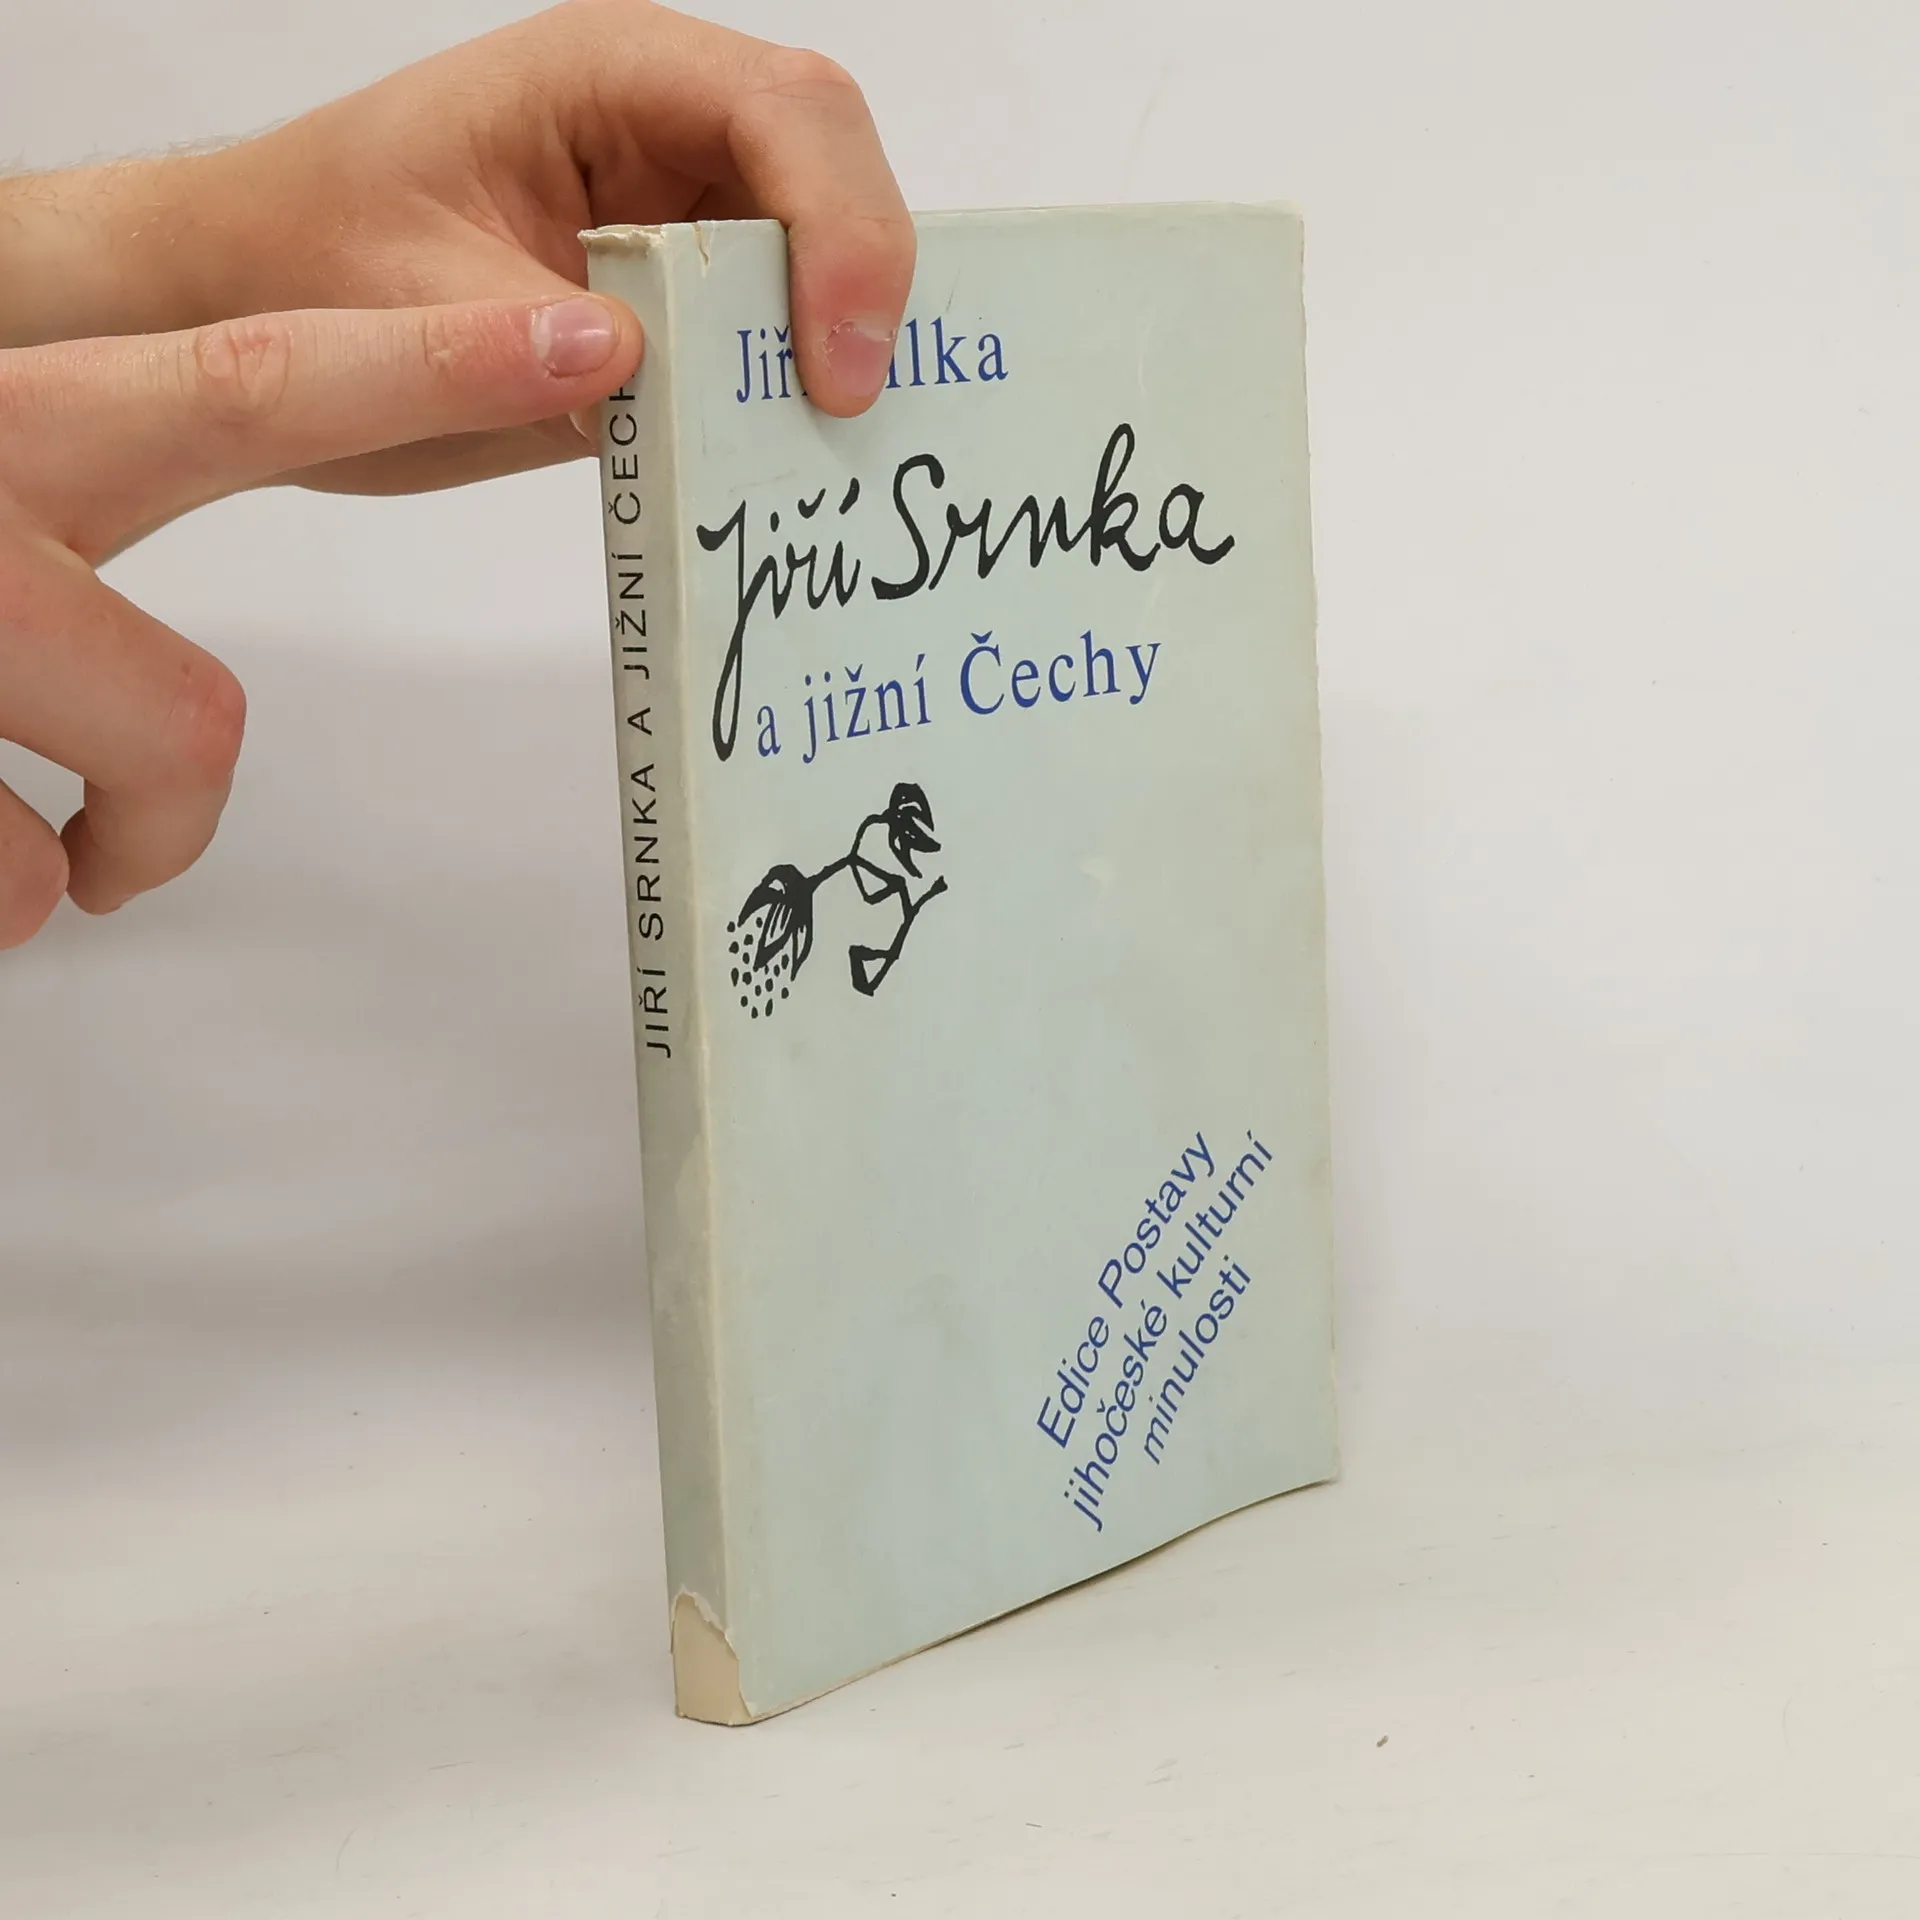 JIŘÍ SRNKA A JIŽNÍ ČECH
Jiř lka
Jiří Srnka
a jižní Čechy
Edice Postavy
jihočeské kulturní
minulosti